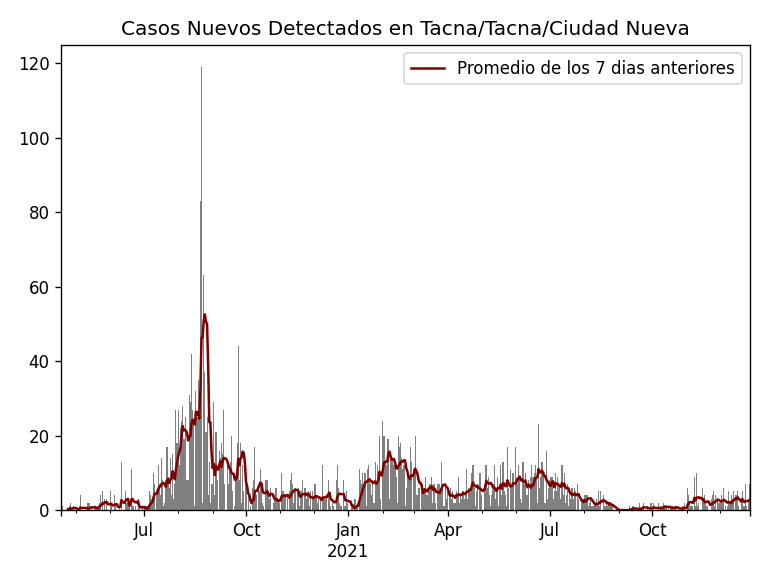 Casos Nuevos Detectados en Tacna/Tacna/Ciudad Nueva
Promedio de los 7 dias anteriores
120
100
80
60
40
20
0
Jul Oct Jan Apr Jul Oct
2021